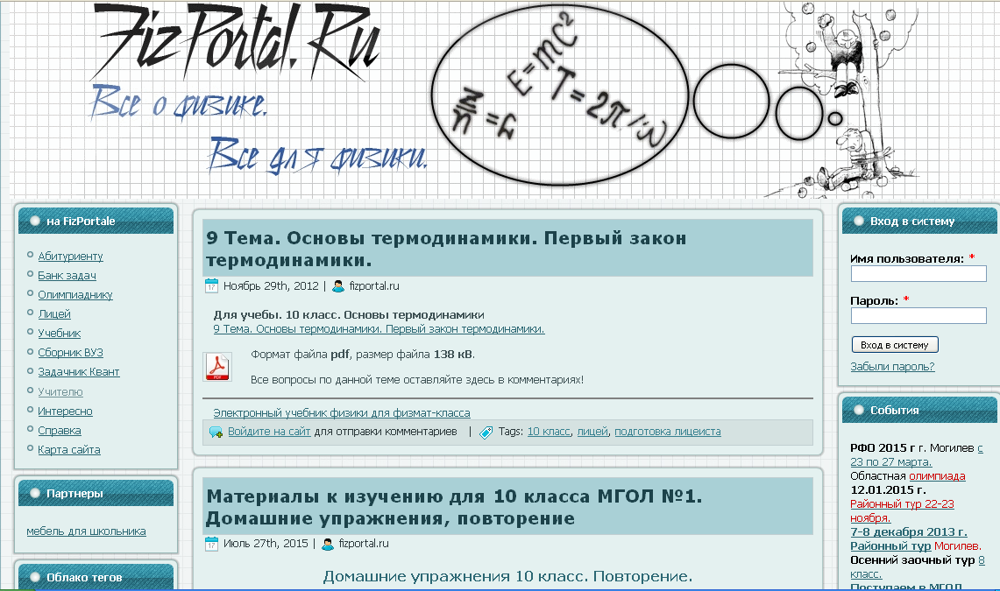 FizPortal.Ru
Все о физике.
Все для физики.
E=mc²
T = 2π/ω
на FizPortale
Абитуриенту
Банк задач
Олимпиаднику
Лицей
Учебник
Сборник ВУЗ
Задачник Квант
Учителю
Интересно
Справка
Карта сайта
Партнеры
мебель для школьника
Облако тегов
9 Тема. Основы термодинамики. Первый закон
термодинамики.
17
Ноябрь 29th, 2012 | fizportal.ru
Для учебы. 10 класс. Основы термодинамики
9 Тема. Основы термодинамики. Первый закон термодинамики.
PDF
Формат файла pdf, размер файла 138 кВ.
Все вопросы по данной теме оставляйте здесь в комментариях!
Электронный учебник физики для физмат-класса
Войдите на сайт для отправки комментариев | Tags: 10 класс, лицей, подготовка лицеиста
Материалы к изучению для 10 класса МГОЛ №1.
Домашние упражнения, повторение
17
Июль 27th, 2015 | fizportal.ru
Домашние упражнения 10 класс. Повторение.
Вход в систему
Имя пользователя: *
Пароль: *
Вход в систему
Забыли пароль?
События
РФО 2015 г г. Могилев с
23 по 27 марта.
Областная олимпиада
12.01.2015 г.
Районный тур 22-23
ноября.
7-8 декабря 2013 г.
Районный тур Могилев.
Осенний заочный тур 8
класс.
Поступаем в МГОЛ